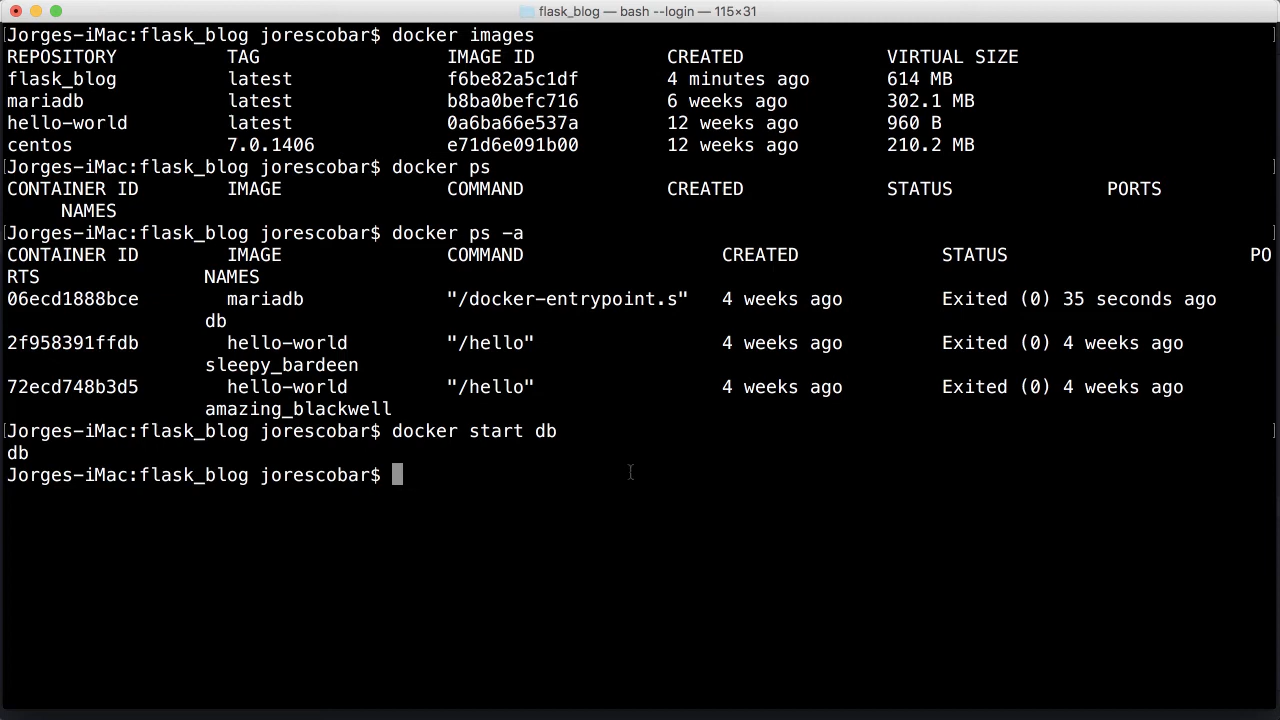 flask_blog — bash --login — 115×31
Jorges-iMac:flask_blog jorescobar$ docker images
REPOSITORY TAG IMAGE ID CREATED VIRTUAL SIZE
flask_blog latest f6be82a5c1df 4 minutes ago 614 MB
mariadb latest b8ba0befc716 6 weeks ago 302.1 MB
hello-world latest 0a6ba66e537a 12 weeks ago 960 B
centos 7.0.1406 e71d6e091b00 12 weeks ago 210.2 MB
Jorges-iMac:flask_blog jorescobar$ docker ps
CONTAINER ID IMAGE COMMAND CREATED STATUS PORTS
NAMES
Jorges-iMac:flask_blog jorescobar$ docker ps -a
CONTAINER ID IMAGE COMMAND CREATED STATUS PO
RTS NAMES
06ecd1888bce mariadb "/docker-entrypoint.s" 4 weeks ago Exited (0) 35 seconds ago
db
2f958391ffdb hello-world "/hello" 4 weeks ago Exited (0) 4 weeks ago
sleepy_bardeen
72ecd748b3d5 hello-world "/hello" 4 weeks ago Exited (0) 4 weeks ago
amazing_blackwell
Jorges-iMac:flask_blog jorescobar$ docker start db
db
Jorges-iMac:flask_blog jorescobar$